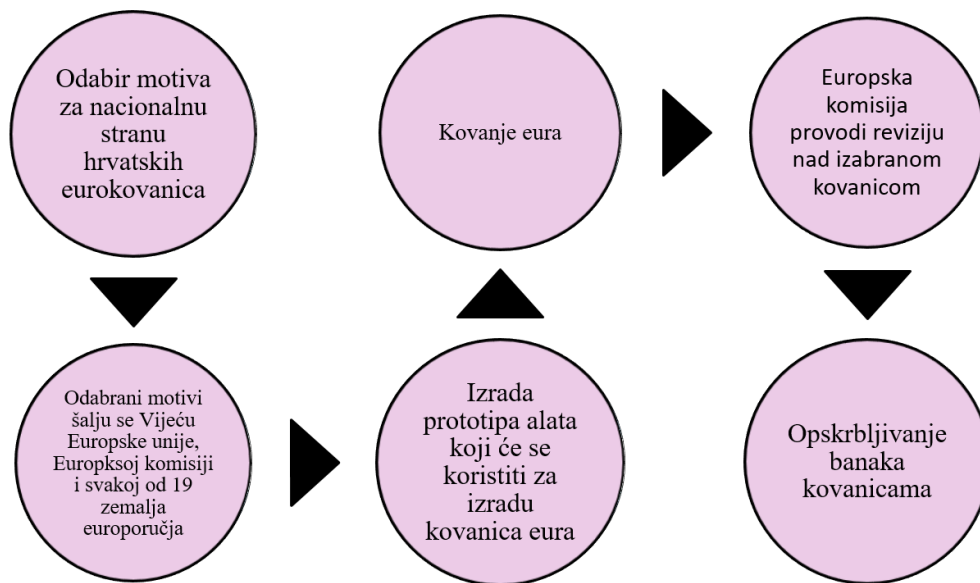 Odabir motiva
za nacionalnu
stranu
hrvatskih
eurokovanica
Odabrani motivi
šalju se Vijeću
Europske unije,
Europksoj komisiji
i svakoj od 19
zemalja
europoručja
Izrada
prototipa alata
koji će se
koristiti za
izradu
kovanica eura
Kovanje eura
Europska
komisija
provodi reviziju
nad izabranom
kovanicom
Opskrbljivanje
banaka
kovanicama